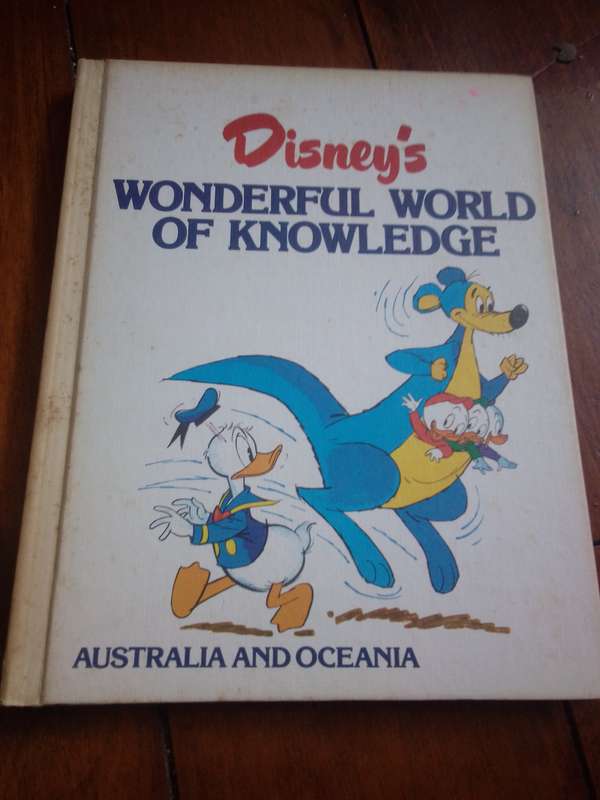 Disney's
WONDERFUL WORLD
OF KNOWLEDGE
AUSTRALIA AND OCEANIA